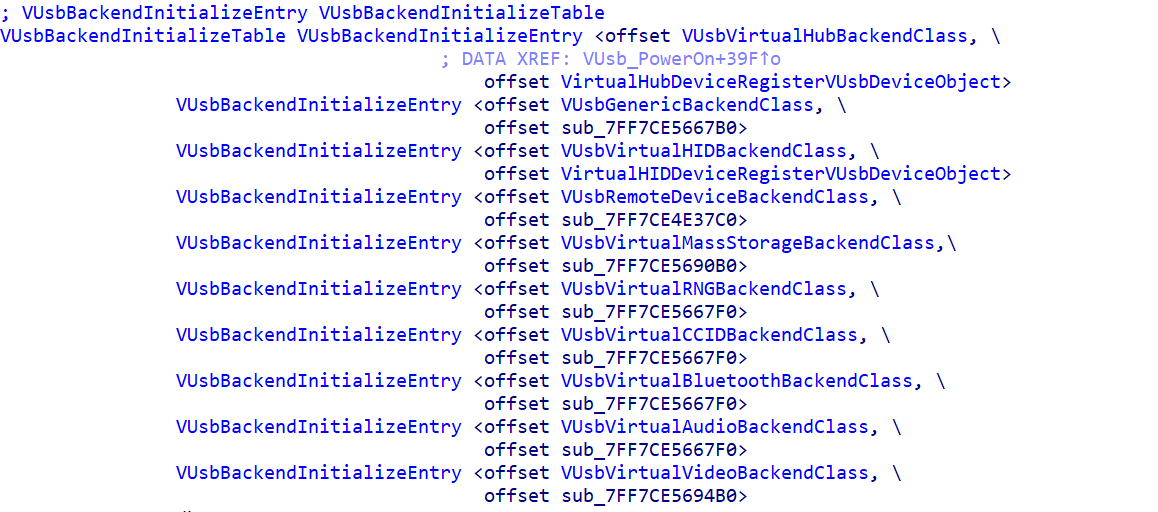 ; VUsbBackendInitializeEntry VUsbBackendInitializeTable
VUsbBackendInitializeTable VUsbBackendInitializeEntry <offset VUsbVirtualHubBackendClass, \
; DATA XREF: VUsb_PowerOn+39F↑o
offset VirtualHubDeviceRegisterVUsbDeviceObject>
VUsbBackendInitializeEntry <offset VUsbGenericBackendClass, \
offset sub_7FF7CE5667B0>
VUsbBackendInitializeEntry <offset VUsbVirtualHIDBackendClass, \
offset VirtualHIDDeviceRegisterVUsbDeviceObject>
VUsbBackendInitializeEntry <offset VUsbRemoteDeviceBackendClass, \
offset sub_7FF7CE4E37C0>
VUsbBackendInitializeEntry <offset VUsbVirtualMassStorageBackendClass,\
offset sub_7FF7CE5690B0>
VUsbBackendInitializeEntry <offset VUsbVirtualRNGBackendClass, \
offset sub_7FF7CE5667F0>
VUsbBackendInitializeEntry <offset VUsbVirtualCCIDBackendClass, \
offset sub_7FF7CE5667F0>
VUsbBackendInitializeEntry <offset VUsbVirtualBluetoothBackendClass, \
offset sub_7FF7CE5667F0>
VUsbBackendInitializeEntry <offset VUsbVirtualAudioBackendClass, \
offset sub_7FF7CE5667F0>
VUsbBackendInitializeEntry <offset VUsbVirtualVideoBackendClass, \
offset sub_7FF7CE5694B0>